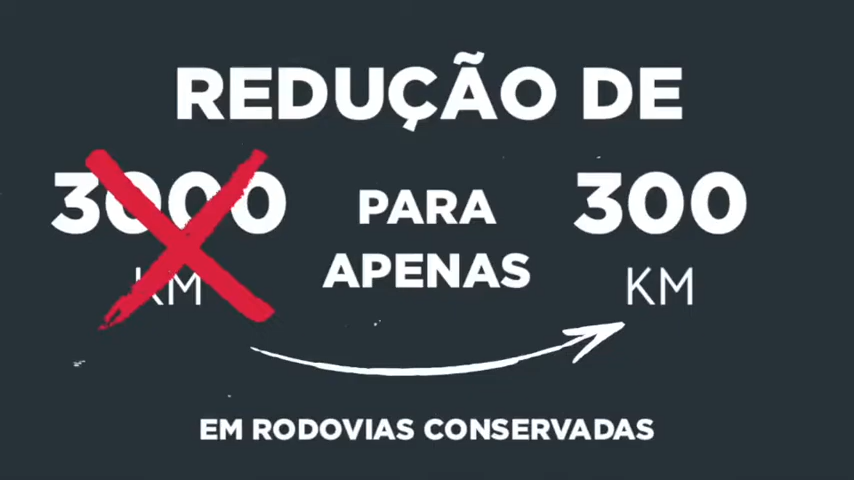 REDUÇÃO DE
3000 KM
PARA APENAS
300 KM
EM RODOVIAS CONSERVADAS